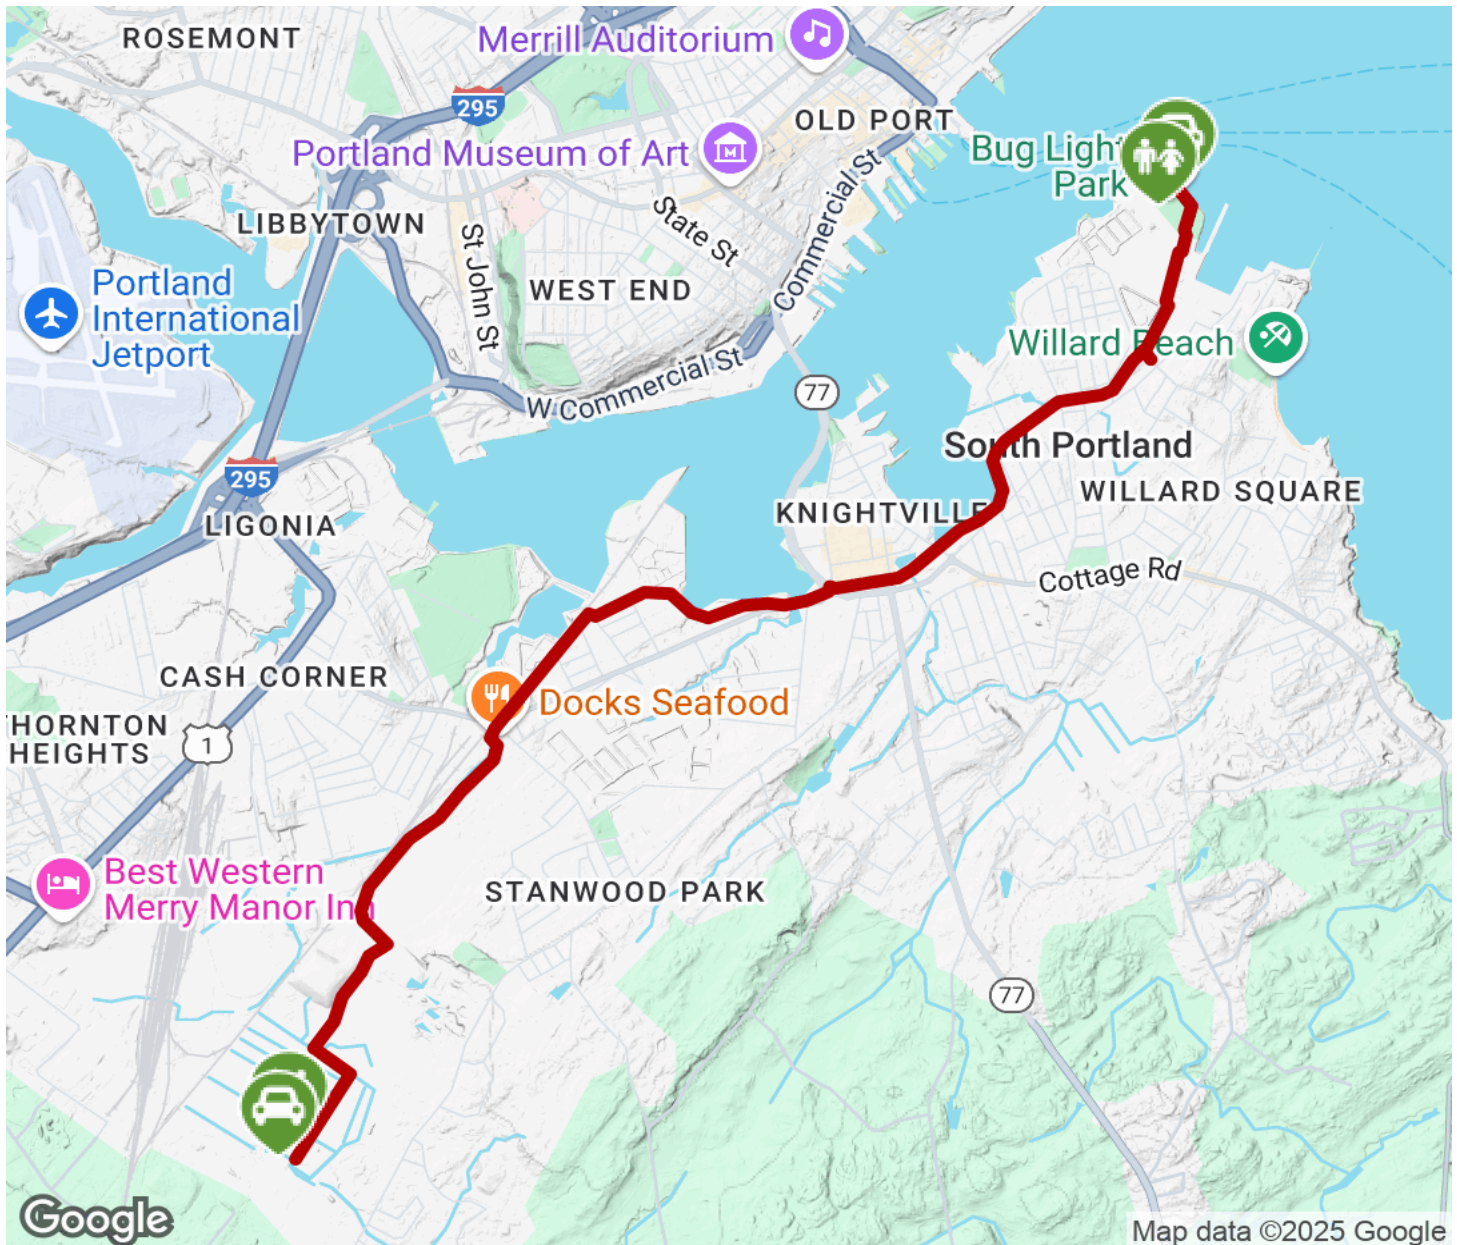 ROSEMONT
Merrill Auditorium
295
OLD PORT
Portland Museum of Art
Bug Light
Park
Commercial St
State St
LIBBYTOWN
St John St
WEST END
Portland
International
Jetport
Willard Beach
W Commercial St
77
South Portland
295
WILLARD SQUARE
LIGONIA
KNIGHTVILLE
Cottage Rd
CASH CORNER
Docks Seafood
THORNTON
HEIGHTS
1
Best Western
Merry Manor Inn
STANWOOD PARK
77
Google
Map data ©2025 Google